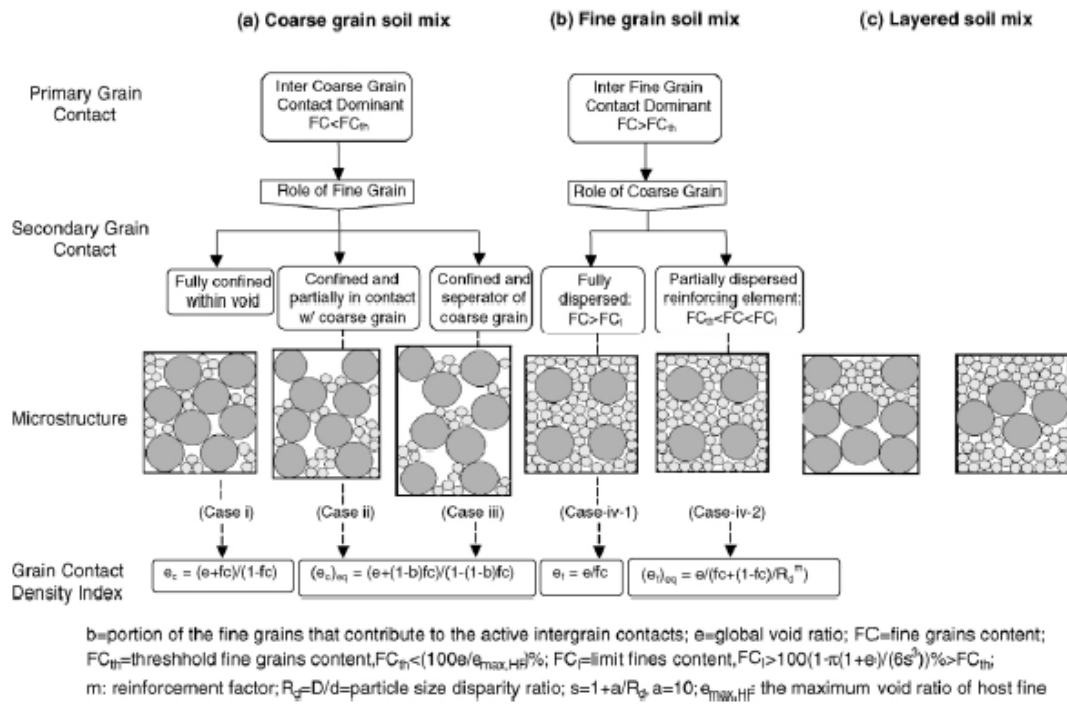 (a) Coarse grain soil mix
(b) Fine grain soil mix
(c) Layered soil mix
Primary Grain
Contact
Inter Coarse Grain
Contact Dominant
FC<FCth
Inter Fine Grain
Contact Dominant
FC>FCth
Role of Fine Grain
Role of Coarse Grain
Secondary Grain
Contact
Fully confined
within void
Confined and
partially in contact
w/ coarse grain
Confined and
seperator of
coarse grain
Fully
dispersed:
FC>FCl
Partially dispersed
reinforcing element;
FCth<FC<FCl
Microstructure
(Case i)
(Case ii)
(Case iii)
(Case-iv-1)
(Case-iv-2)
Grain Contact
Density Index
ec = (e+fc)/(1-fc)
(ec)eq = (e+(1-b)fc)/(1-(1-b)fc)
ef = e/fc
(ef)eq = e/(fc+(1-fc)/Rd^m)
b=portion of the fine grains that contribute to the active intergrain contacts; e=global void ratio; FC=fine grains content;
FCth=threshhold fine grains content,FCth<(100e/emax,HF)%; FCl=limit fines content,FCl>100(1-π(1+e)/(6s³))%>FCth;
m: reinforcement factor; Rd=D/d=particle size disparity ratio; s=1+a/Rd, a=10; emax,HF: the maximum void ratio of host fine